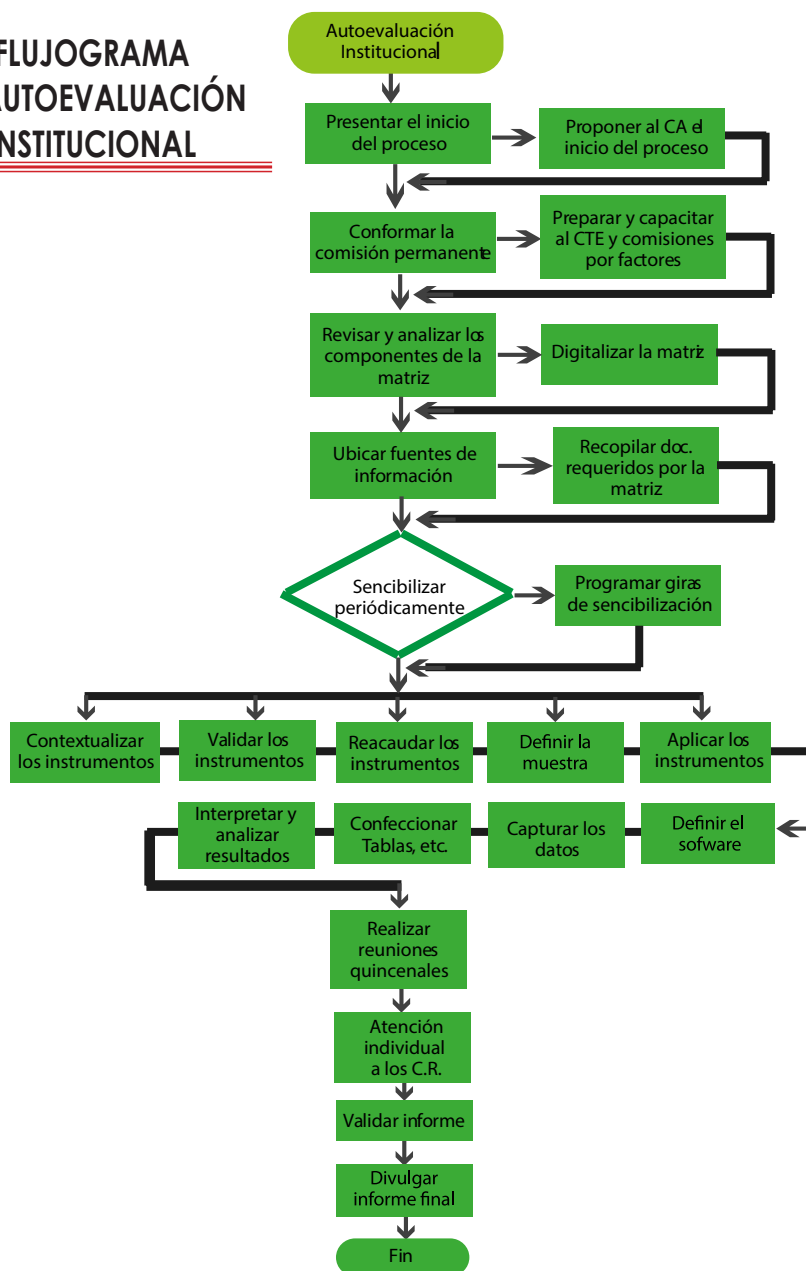 FLUJOGRAMA
AUTOEVALUACIÓN
INSTITUCIONAL
Autoevaluación
Institucional
Presentar el inicio
del proceso
Proponer al CA el
inicio del proceso
Conformar la
comisión permanente
Preparar y capacitar
al CTE y comisiones
por factores
Revisar y analizar los
componentes de la
matriz
Digitalizar la matriz
Ubicar fuentes de
información
Recopilar doc.
requeridos por la
matriz
Sencibilizar
periódicamente
Programar giras
de sencibilización
Contextualizar
los instrumentos
Validar los
instrumentos
Reacaudar los
instrumentos
Definir la
muestra
Aplicar los
instrumentos
Interpretar y
analizar
resultados
Confeccionar
Tablas, etc.
Capturar los
datos
Definir el
sofware
Realizar
reuniones
quincenales
Atención
individual
a los C.R.
Validar informe
Divulgar
informe final
Fin